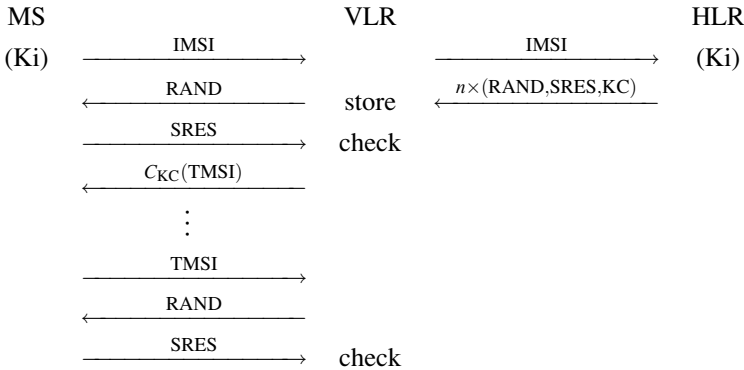 MS VLR HLR
(Ki) IMSI IMSI (Ki)
RAND store n×(RAND,SRES,KC)
SRES check
C_KC(TMSI)
⋮
TMSI
RAND
SRES check